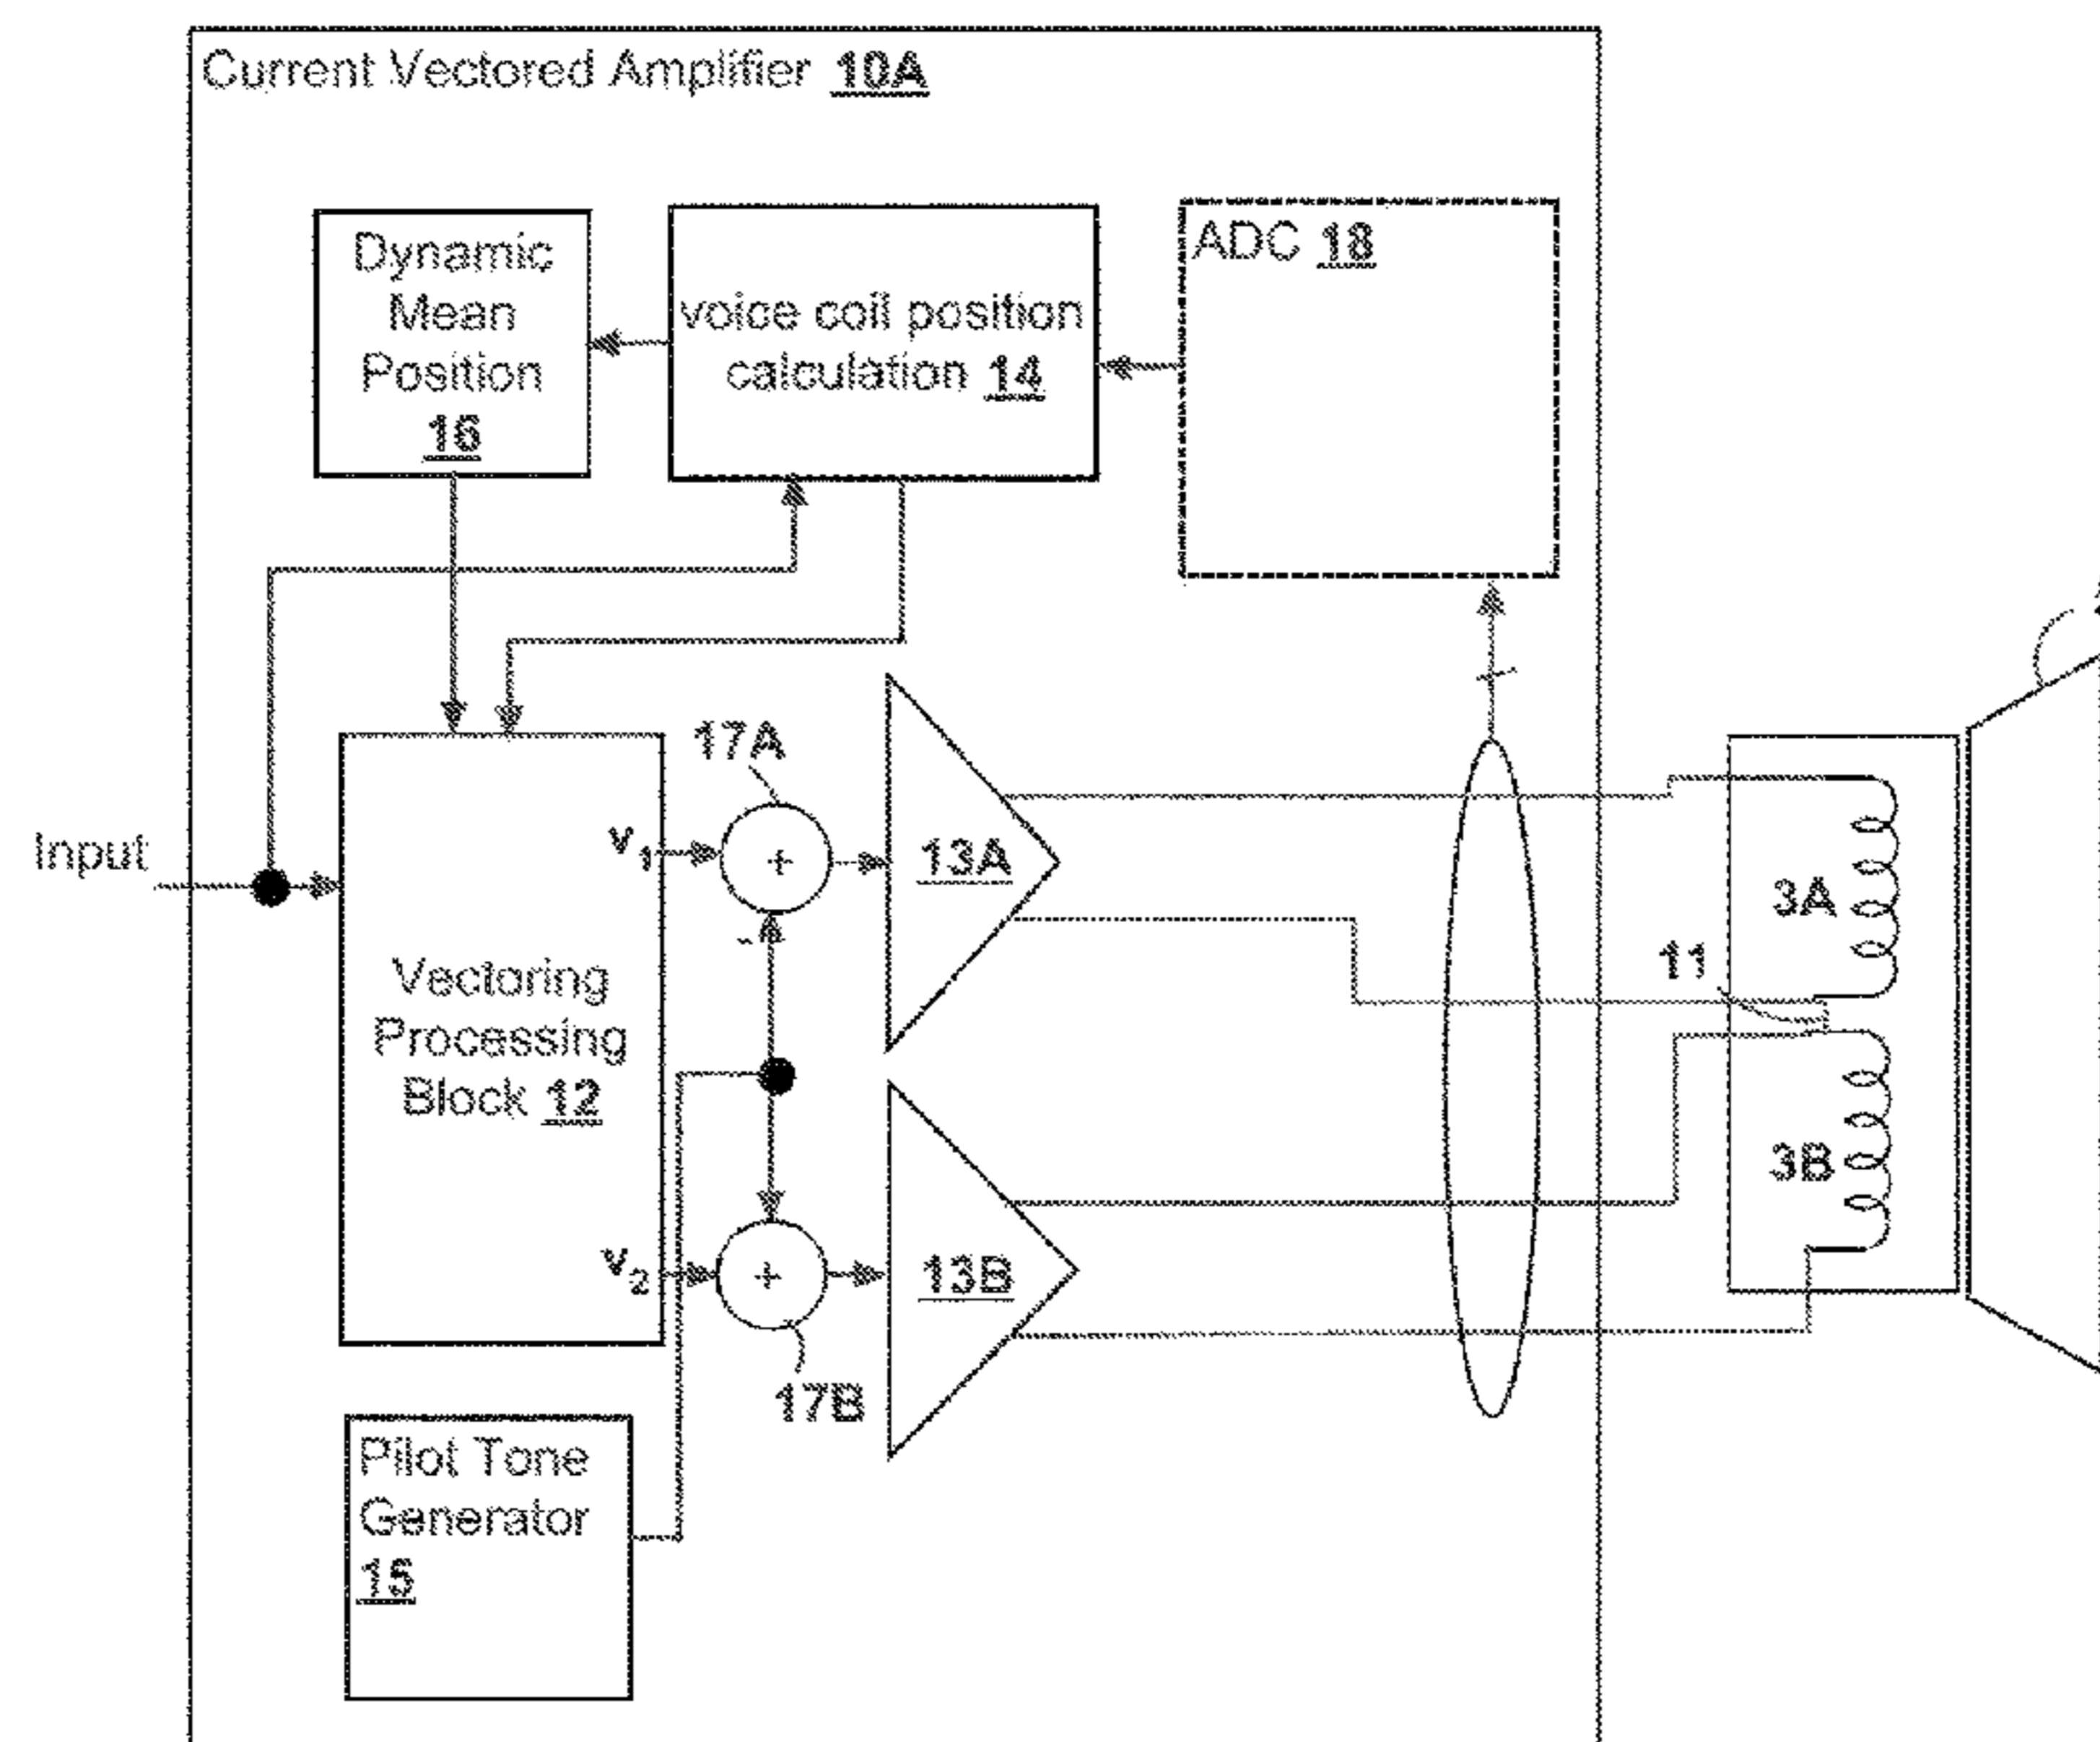 Current Vectored Amplifier 10A
Dynamic
Mean
Position
16
voice coil position
calculation 14
ADC 18
17A
Input
v1
+
13A
-
3A
11
Vectoring
Processing
Block 12
3B
v2
+
13B
17B
Pilot Tone
Generator
15